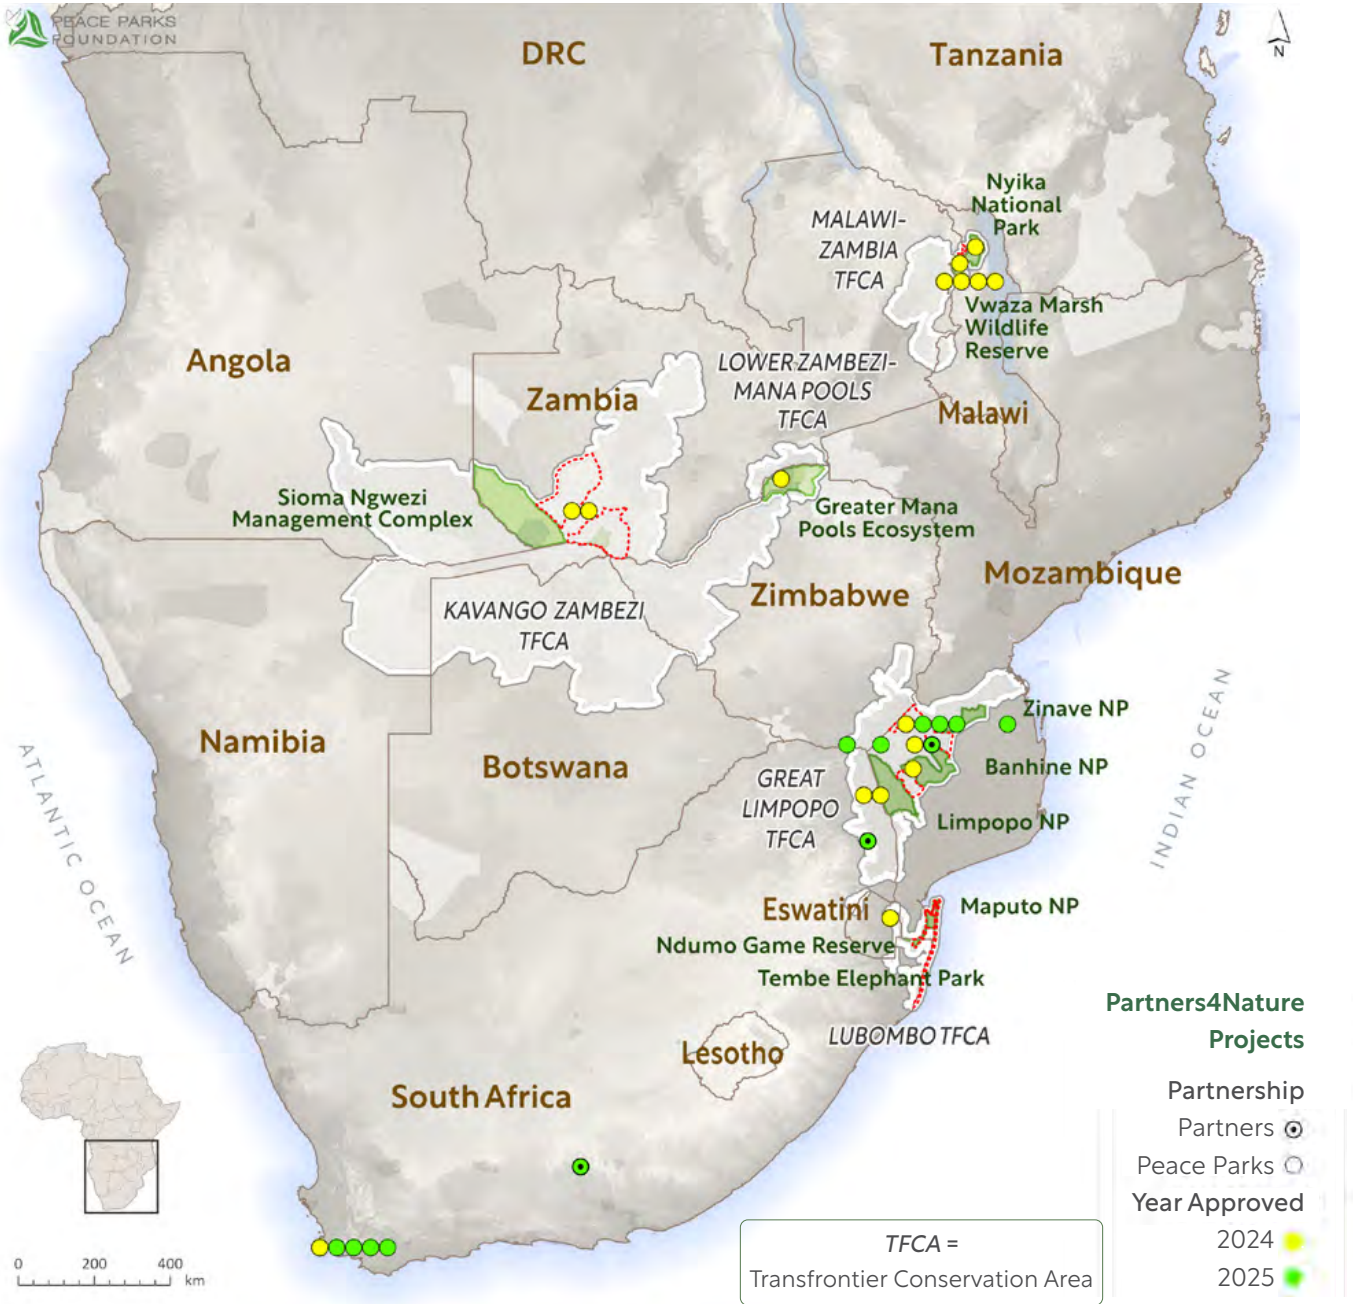 PEACE PARKS
FOUNDATION
DRC
Tanzania
N
Nyika
National
Park
MALAWI-
ZAMBIA
TFCA
Vwaza Marsh
Wildlife
Reserve
Angola
LOWER ZAMBEZI-
MANA POOLS
TFCA
Zambia
Malawi
Sioma Ngwezi
Management Complex
Greater Mana
Pools Ecosystem
Mozambique
Zimbabwe
KAVANGO ZAMBEZI
TFCA
Zinave NP
Namibia
Botswana
Banhine NP
GREAT
LIMPOPO
TFCA
Limpopo NP
ATLANTIC OCEAN
INDIAN OCEAN
Eswatini
Maputo NP
Ndumo Game Reserve
Tembe Elephant Park
LUBOMBO TFCA
Lesotho
South Africa
Partners4Nature
Projects
Partnership
Partners
Peace Parks
Year Approved
2024
2025
TFCA =
Transfrontier Conservation Area
0 200 400
km